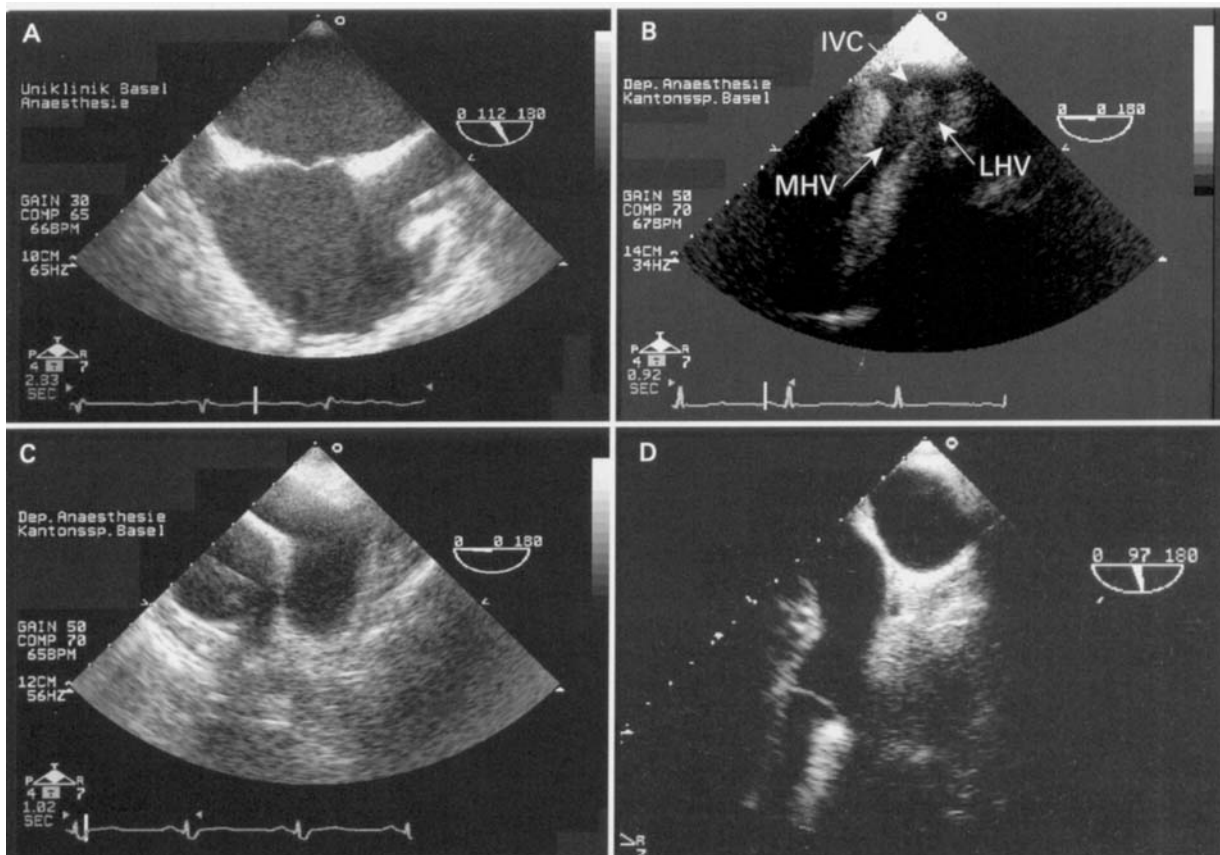 A
Uniklinik Basel
Anaesthesie
0 112 180
GAIN 30
COMP 65
66BPM
10CM
65HZ
P R
4 T 7
2.83
SEC
B
IVC
Dep.Anaesthesie
Kantonssp.Basel
0 0 180
MHV
LHV
GAIN 50
COMP 70
67BPM
14CM
34HZ
P R
4 T 7
0.92
SEC
C
Dep.Anaesthesie
Kantonssp.Basel
0 0 180
GAIN 50
COMP 70
65BPM
12CM
56HZ
P R
4 T 7
1.02
SEC
D
0 97 180
R